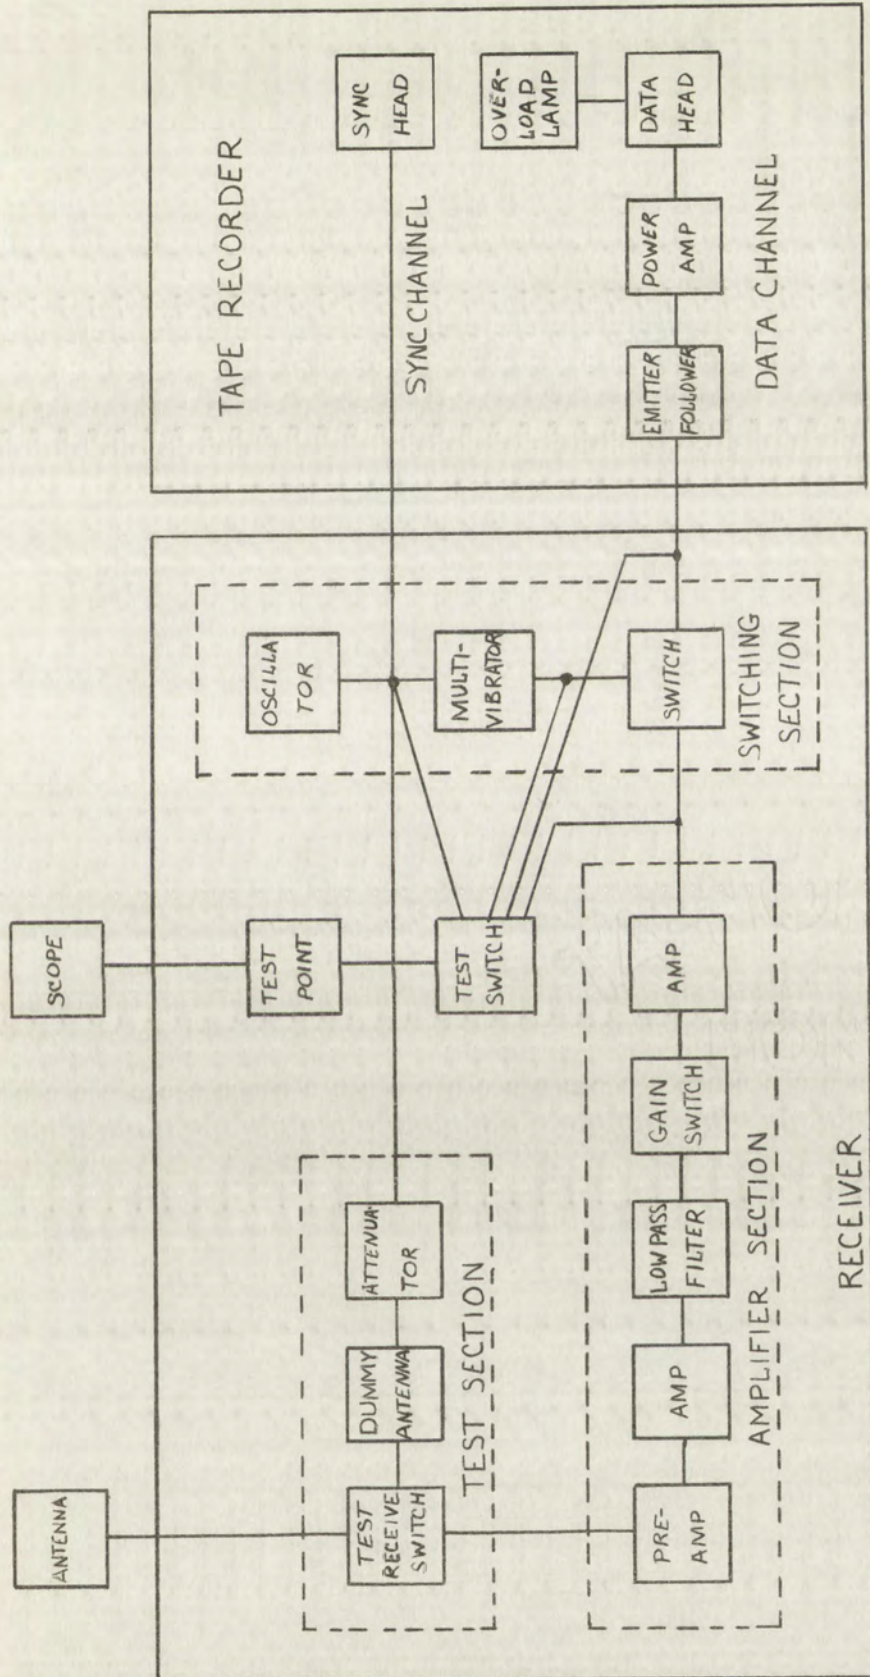 ANTENNA
SCOPE
TAPE RECORDER
TEST
RECEIVE
SWITCH
DUMMY
ANTENNA
ATTENUA-
TOR
TEST SECTION
TEST
POINT
TEST
SWITCH
OSCILLA
TOR
MULTI-
VIBRATOR
SWITCH
SWITCHING
SECTION
SYNC
HEAD
SYNC CHANNEL
OVER-
LOAD
LAMP
PRE-
AMP
AMP
LOW PASS
FILTER
GAIN
SWITCH
AMP
AMPLIFIER SECTION
RECEIVER
EMITTER
FOLLOWER
POWER
AMP
DATA
HEAD
DATA CHANNEL